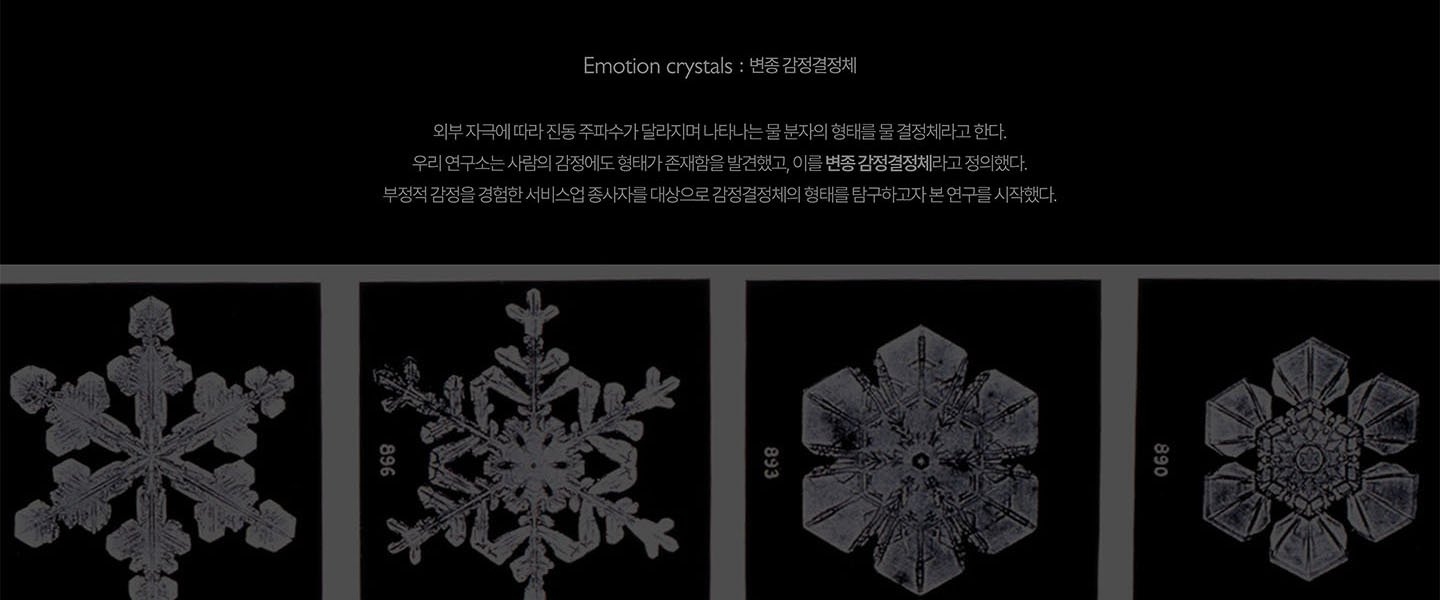 Emotion crystals : 변종 감정결정체
외부 자극에 따라 진동 주파수가 달라지며 나타나는 물 분자의 형태를 물 결정체라고 한다.
우리 연구소는 사람의 감정에도 형태가 존재함을 발견했고, 이를 변종 감정결정체라고 정의했다.
부정적 감정을 경험한 서비스업 종사자를 대상으로 감정결정체의 형태를 탐구하고자 본 연구를 시작했다.
896
893
890